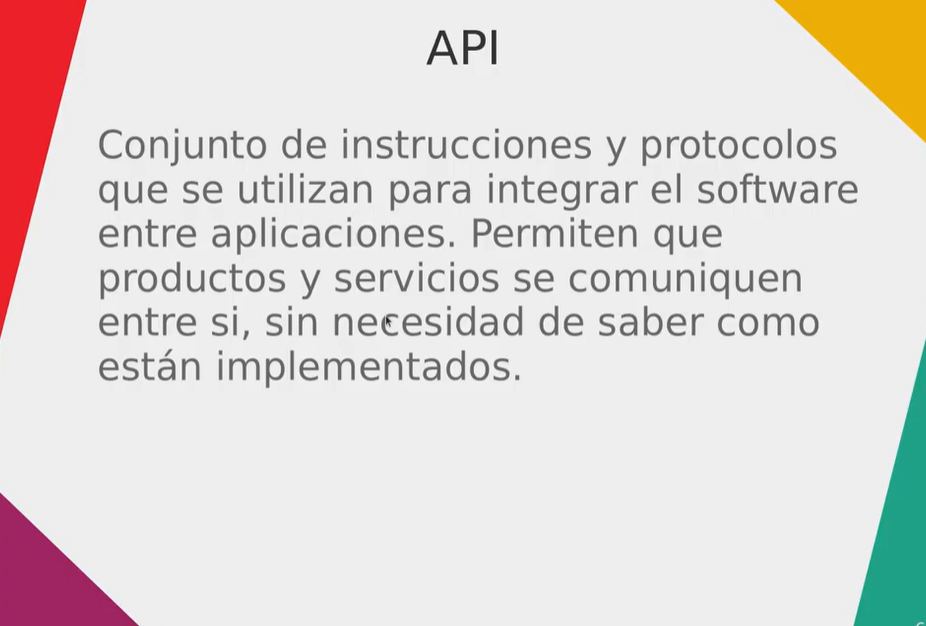 API
Conjunto de instrucciones y protocolos
que se utilizan para integrar el software
entre aplicaciones. Permiten que
productos y servicios se comuniquen
entre si, sin necesidad de saber como
están implementados.